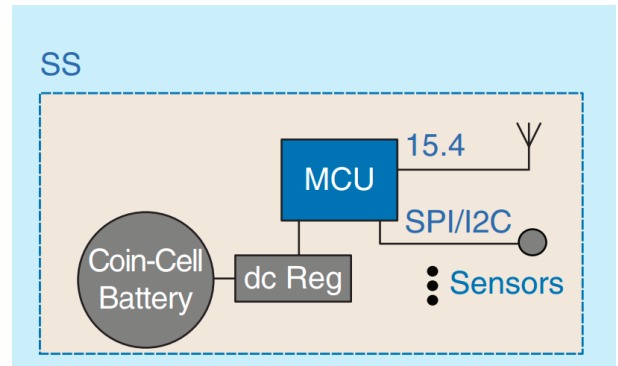 SS
15.4
MCU
SPI/I2C
Coin-Cell
Battery
dc Reg
Sensors